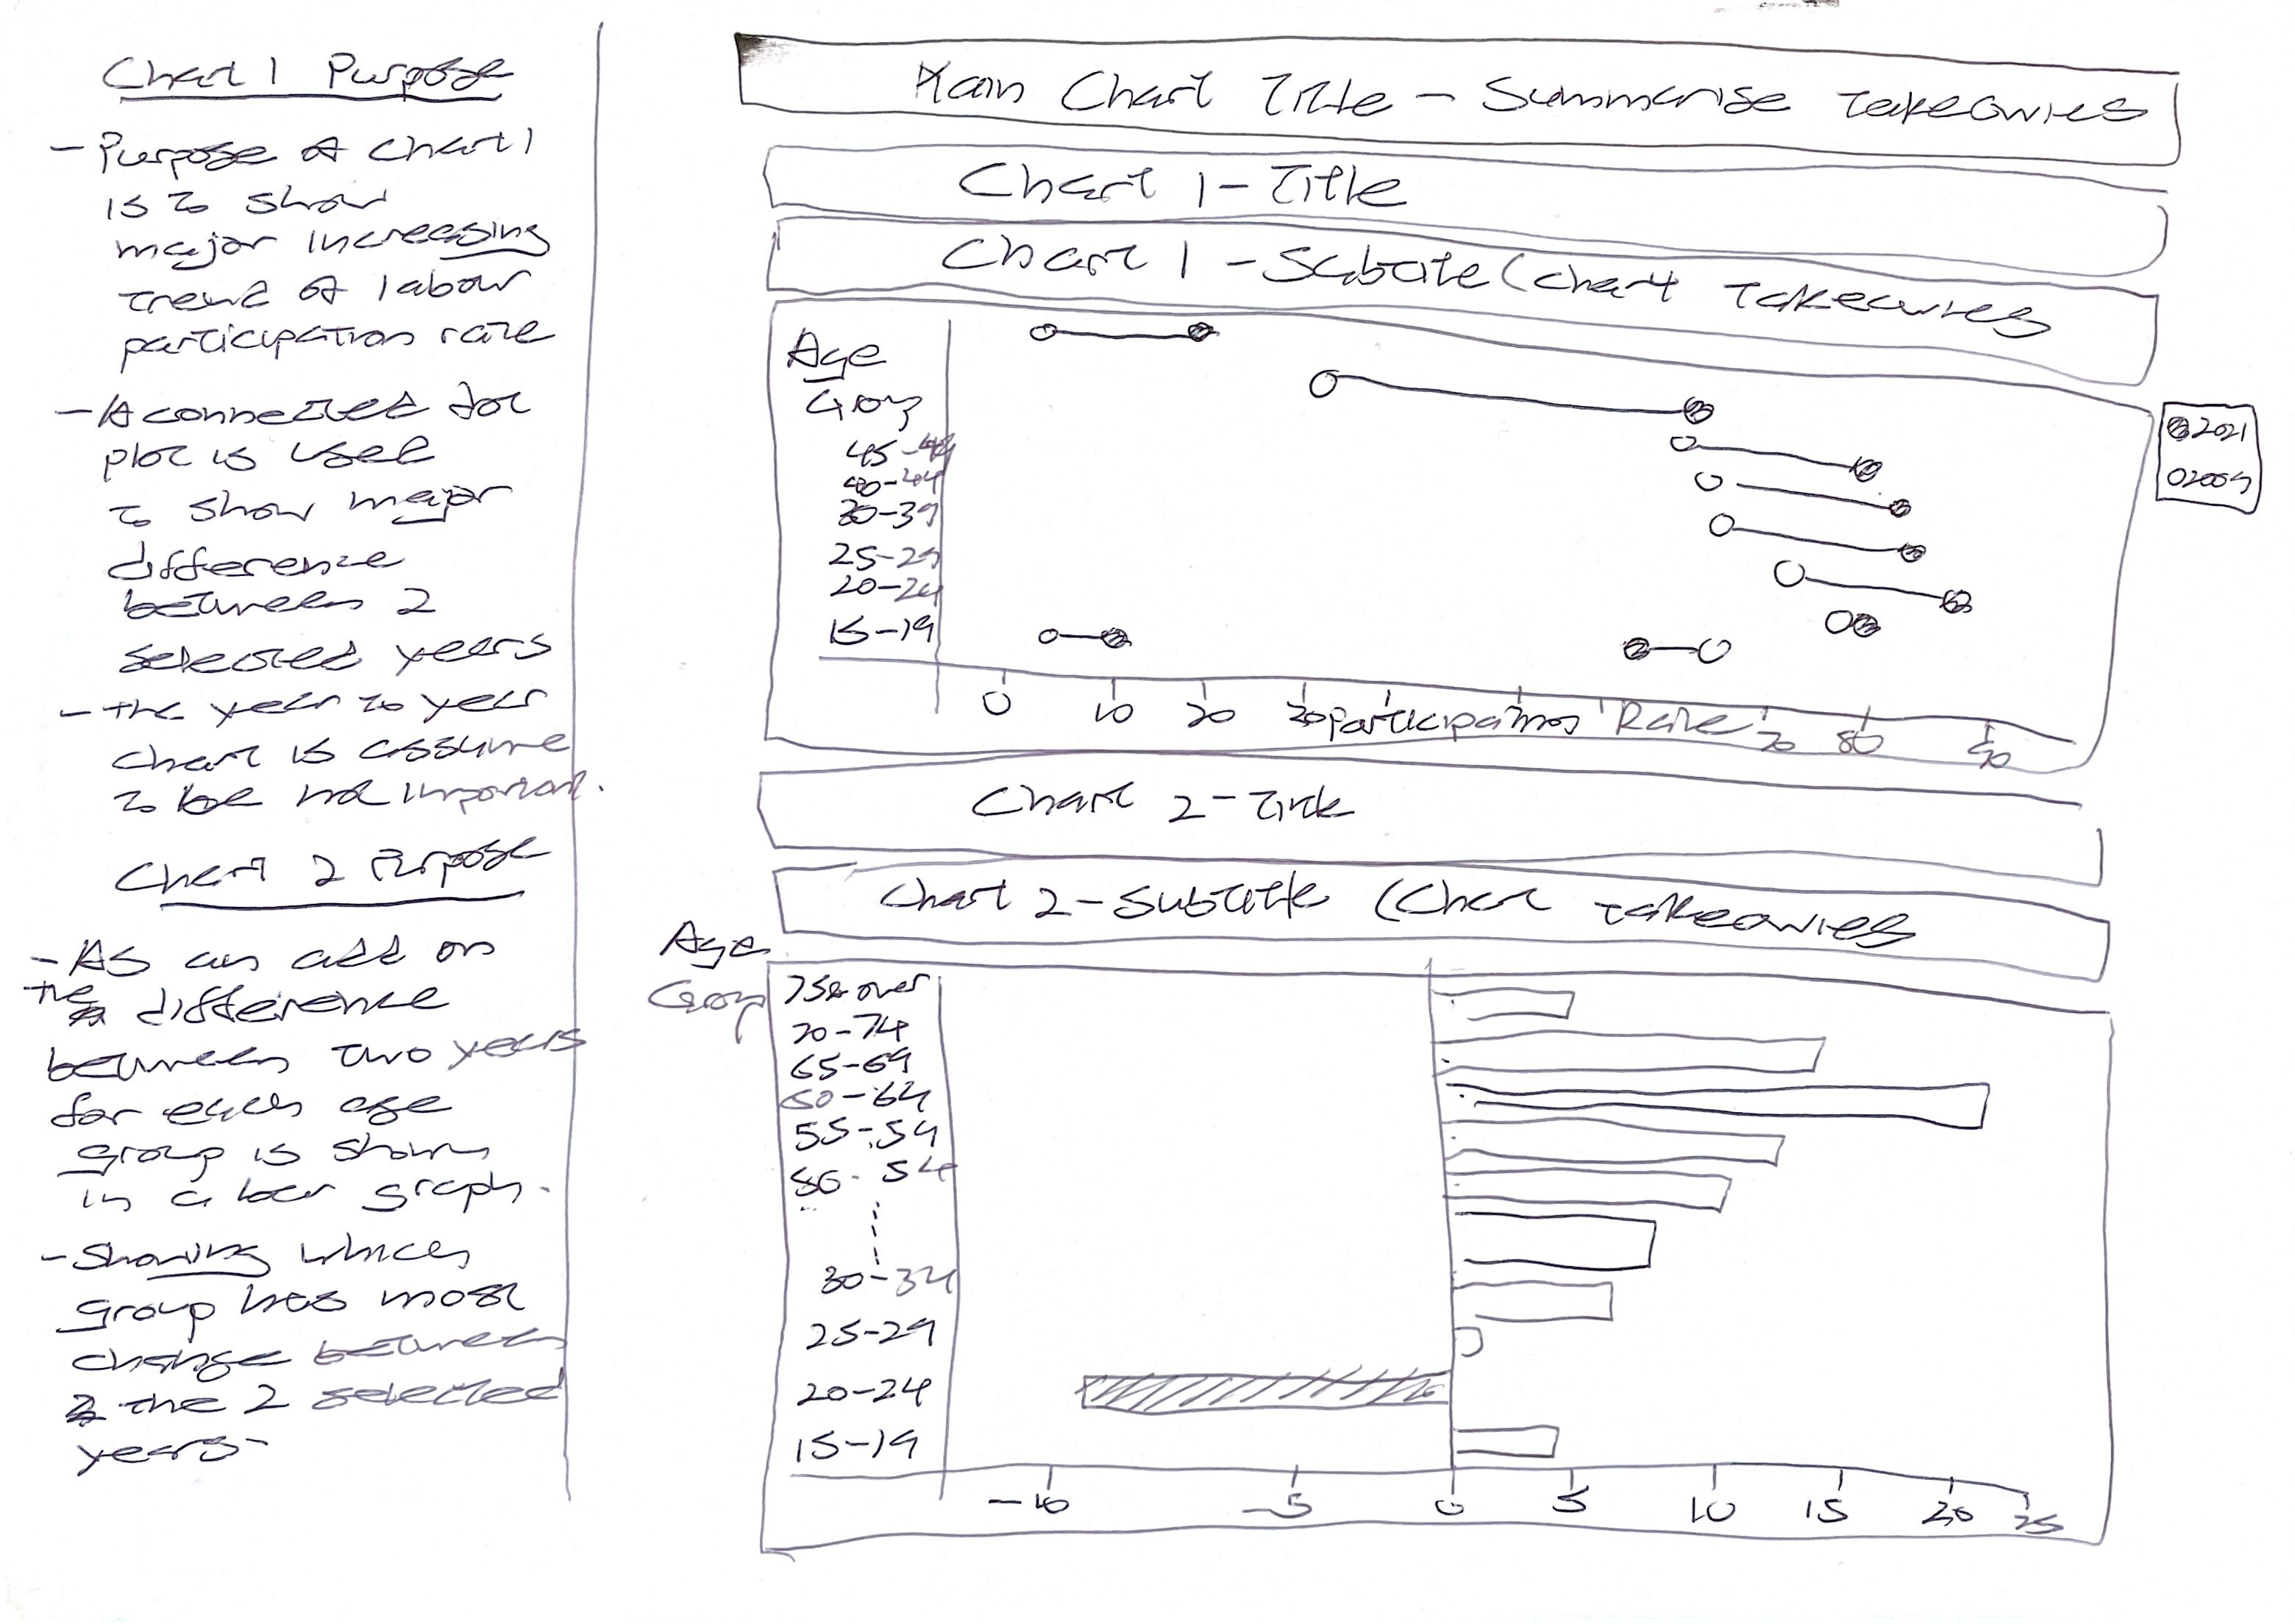 Chart 1 Purpose
- Purpose of chart 1
is to show
major increasing
trend of labour
participation rate
- A connected dot
plot is used
to show major
difference
between 2
selected years
- the year to year
chart is assume
to be not important.
Chart 2 Purpose
- As an add on
the difference
between two years
for each age
group is shown
in a bar graph.
- Showing which
group has most
change between
the 2 selected
years-
Main Chart Title - Summarise takeawies
Chart 1 - Title
Chart 1 - Subtitle (chart takeawies
Age
Group
45-49
40-44
30-39
25-29
20-24
15-19
2021
2009
0 10 20 30 70 80 90
participations Rate
Chart 2 - Title
Chart 2 - Subtitle (Chart takeawies
Age
Group
75 & over
70-74
65-69
60-64
55-59
50-54
30-34
25-29
20-24
15-19
-10 -5 0 5 10 15 20 25